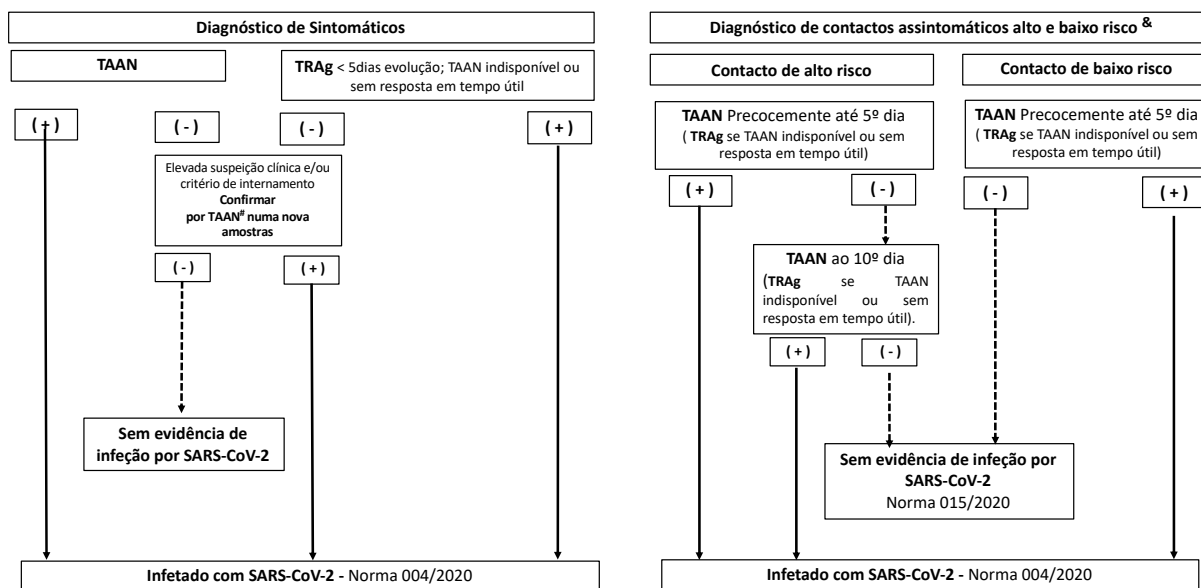 Diagnóstico de Sintomáticos
TAAN
TRAg < 5dias evolução; TAAN indisponível ou
sem resposta em tempo útil
( + )
( - )
( - )
( + )
Elevada suspeição clínica e/ou
critério de internamento
Confirmar
por TAAN# numa nova
amostras
( - )
( + )
Sem evidência de
infeção por SARS-CoV-2
Infetado com SARS-CoV-2 - Norma 004/2020
Diagnóstico de contactos assintomáticos alto e baixo risco &
Contacto de alto risco
Contacto de baixo risco
TAAN Precocemente até 5º dia
( TRAg se TAAN indisponível ou sem
resposta em tempo útil)
TAAN Precocemente até 5º dia
( TRAg se TAAN indisponível ou sem
resposta em tempo útil)
( + )
( - )
( - )
( + )
TAAN ao 10º dia
(TRAg se TAAN
indisponível ou sem
resposta em tempo útil).
( + )
( - )
Sem evidência de infeção por
SARS-CoV-2
Norma 015/2020
Infetado com SARS-CoV-2 - Norma 004/2020